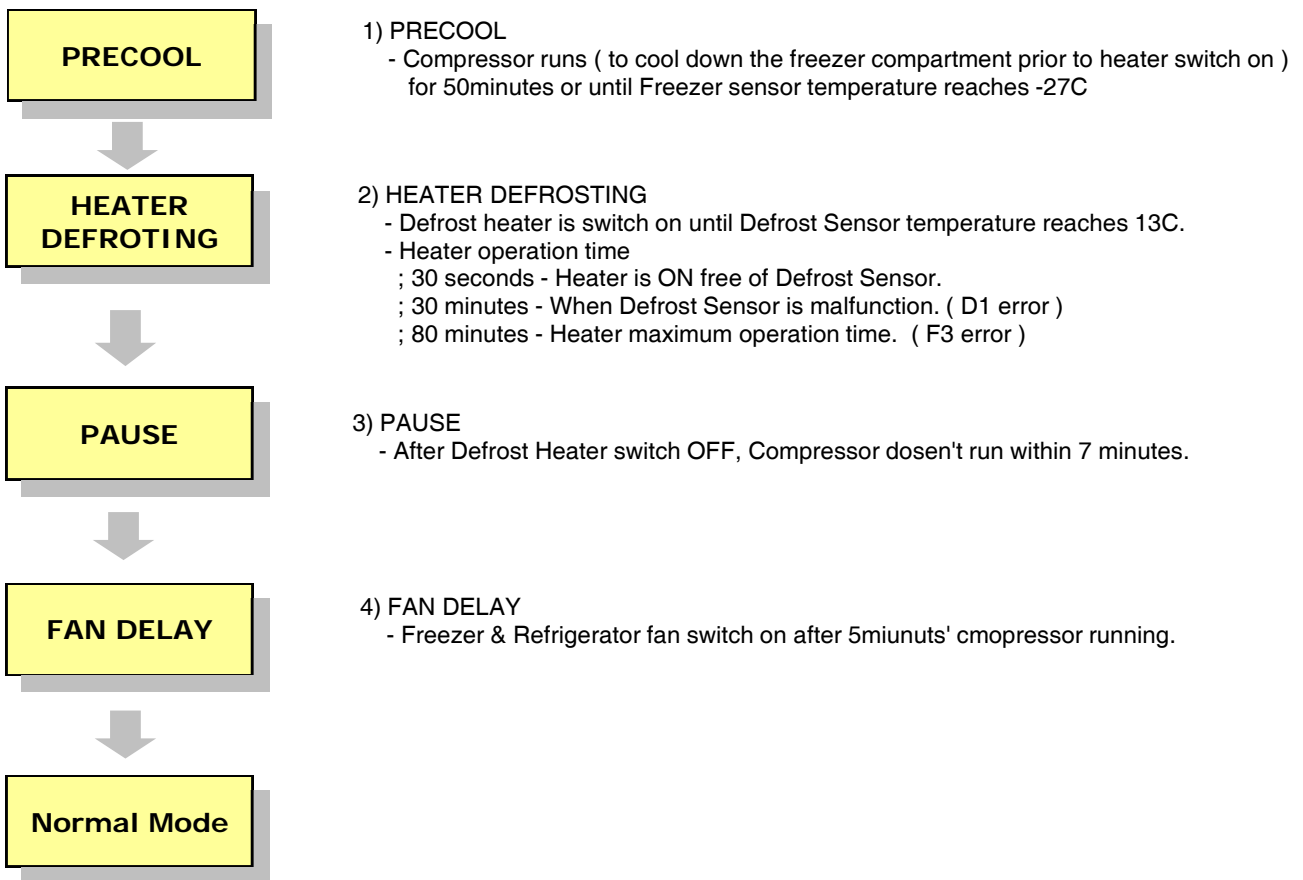 PRECOOL
1) PRECOOL
- Compressor runs ( to cool down the freezer compartment prior to heater switch on )
for 50minutes or until Freezer sensor temperature reaches -27C
HEATER
DEFROTING
2) HEATER DEFROSTING
- Defrost heater is switch on until Defrost Sensor temperature reaches 13C.
- Heater operation time
; 30 seconds - Heater is ON free of Defrost Sensor.
; 30 minutes - When Defrost Sensor is malfunction. ( D1 error )
; 80 minutes - Heater maximum operation time. ( F3 error )
PAUSE
3) PAUSE
- After Defrost Heater switch OFF, Compressor dosen't run within 7 minutes.
FAN DELAY
4) FAN DELAY
- Freezer & Refrigerator fan switch on after 5miunuts' cmopressor running.
Normal Mode